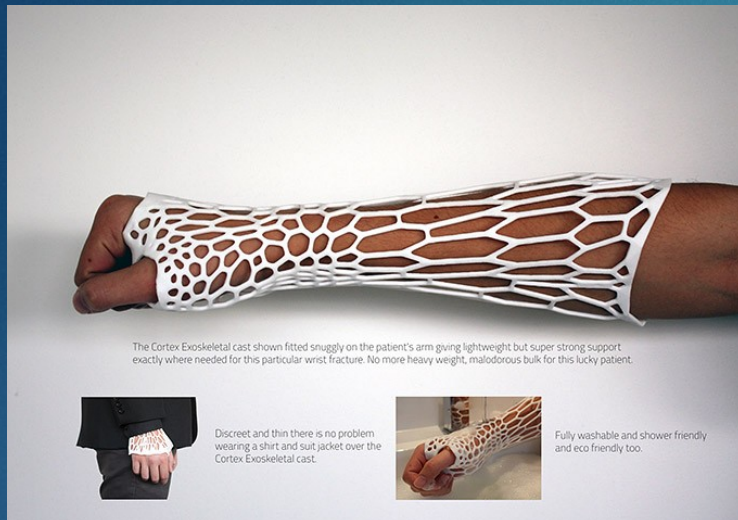 The Cortex Exoskeletal cast shown fitted snuggly on the patient's arm giving lightweight but super strong support
exactly where needed for this particular wrist fracture. No more heavy weight, malodorous bulk for this lucky patient.
Discreet and thin there is no problem
wearing a shirt and suit jacket over the
Cortex Exoskeletal cast.
Fully washable and shower friendly
and eco friendly too.